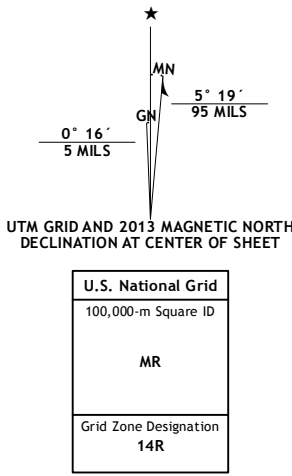 ★
MN
GN
5° 19´
95 MILS
0° 16´
5 MILS
UTM GRID AND 2013 MAGNETIC NORTH
DECLINATION AT CENTER OF SHEET
U.S. National Grid
100,000-m Square ID
MR
Grid Zone Designation
14R